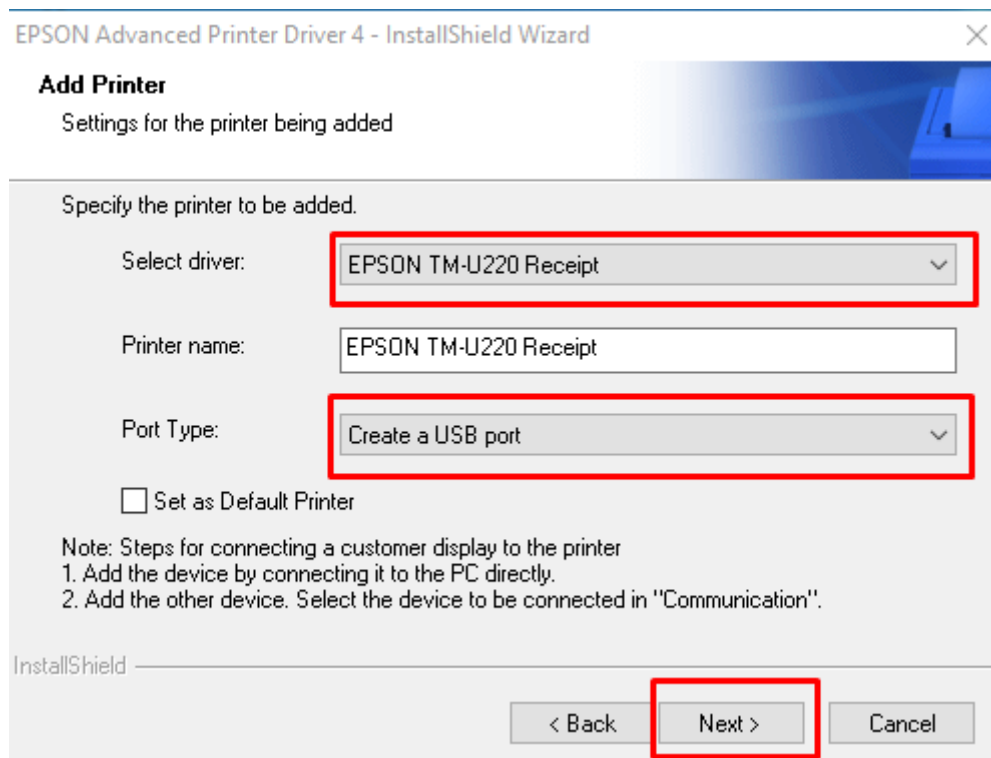 EPSON Advanced Printer Driver 4 - InstallShield Wizard
Add Printer
Settings for the printer being added
Specify the printer to be added.
Select driver:
EPSON TM-U220 Receipt
Printer name:
EPSON TM-U220 Receipt
Port Type:
Create a USB port
Set as Default Printer
Note: Steps for connecting a customer display to the printer
1. Add the device by connecting it to the PC directly.
2. Add the other device. Select the device to be connected in "Communication".
InstallShield
< Back
Next >
Cancel